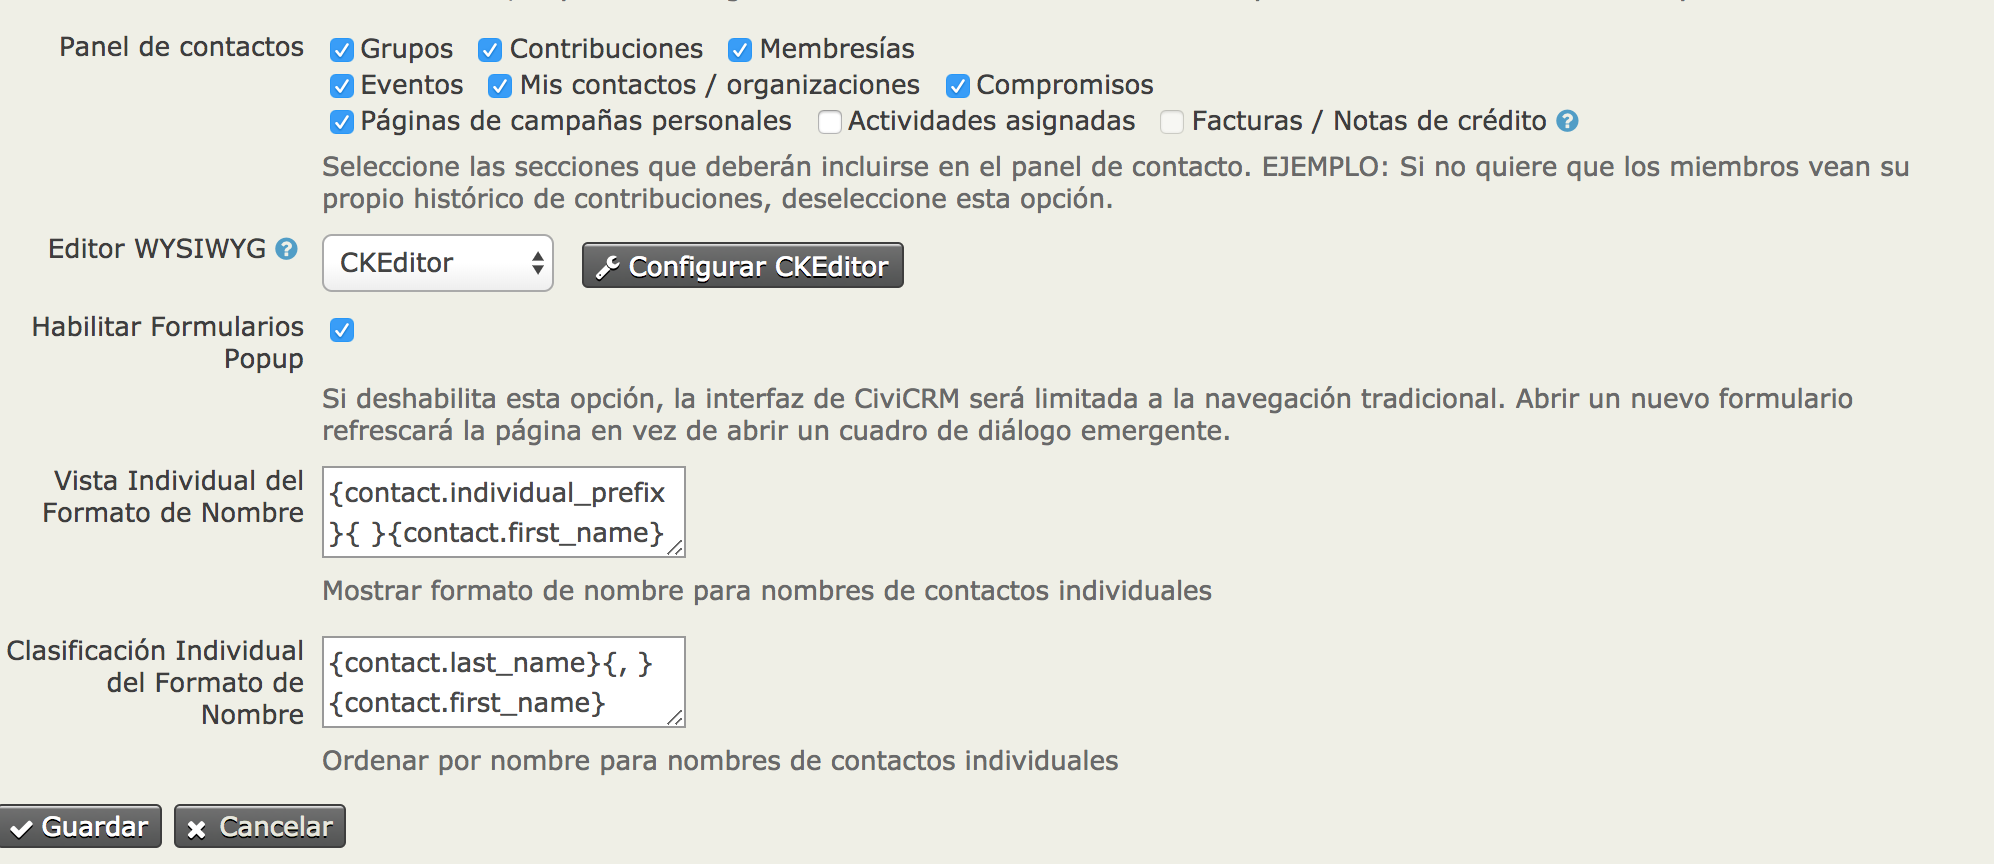 Panel de contactos
Grupos Contribuciones Membresías
Eventos Mis contactos / organizaciones Compromisos
Páginas de campañas personales Actividades asignadas Facturas / Notas de crédito ?
Seleccione las secciones que deberán incluirse en el panel de contacto. EJEMPLO: Si no quiere que los miembros vean su
propio histórico de contribuciones, deseleccione esta opción.
Editor WYSIWYG ? CKEditor Configurar CKEditor
Habilitar Formularios
Popup
Si deshabilita esta opción, la interfaz de CiviCRM será limitada a la navegación tradicional. Abrir un nuevo formulario
refrescará la página en vez de abrir un cuadro de diálogo emergente.
Vista Individual del
Formato de Nombre
{contact.individual_prefix
}{ }{contact.first_name}
Mostrar formato de nombre para nombres de contactos individuales
Clasificación Individual
del Formato de
Nombre
{contact.last_name}{, }
{contact.first_name}
Ordenar por nombre para nombres de contactos individuales
Guardar Cancelar